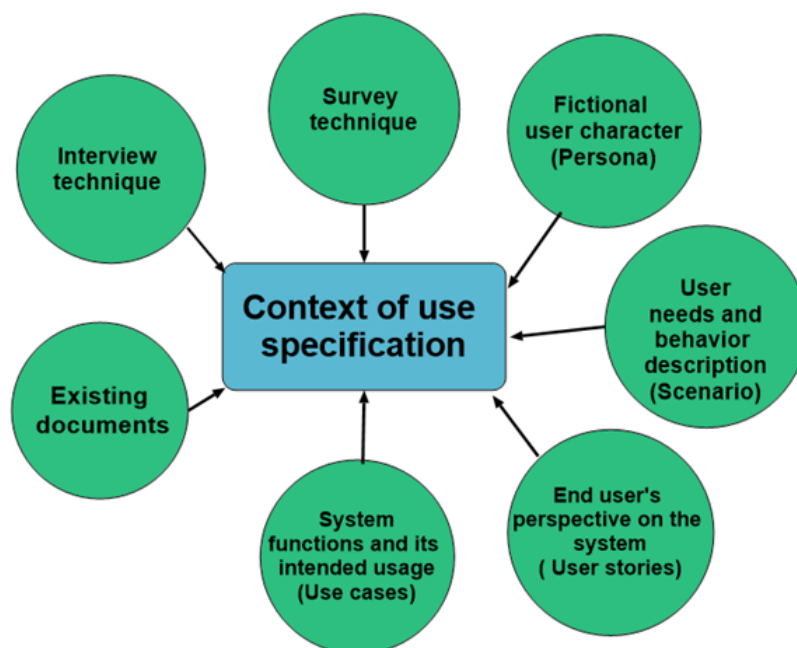 Survey
technique
Fictional
user character
(Persona)
Interview
technique
Context of use
specification
User
needs and
behavior
description
(Scenario)
Existing
documents
End user's
perspective on the
system
( User stories)
System
functions and its
intended usage
(Use cases)